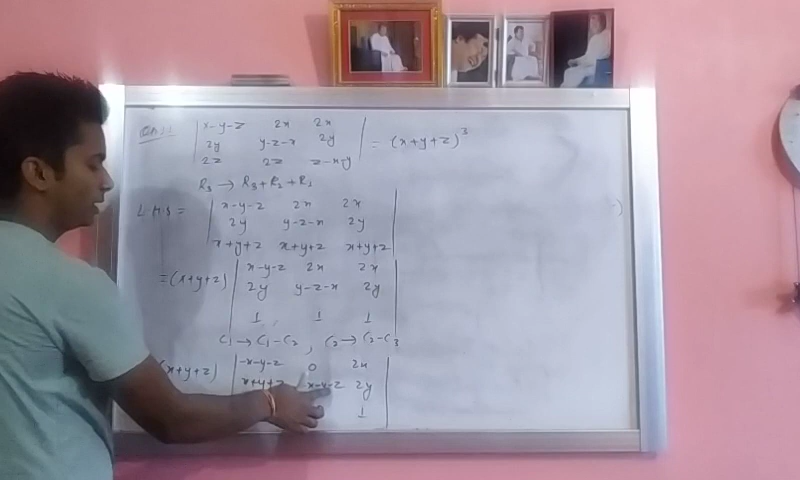 | x-y-z 2x 2x |
| 2y y-z-x 2y | = (x+y+z)³
| 2z 2z z-x-y |
R₃ → R₃+R₂+R₁
LHS = | x-y-z 2x 2x |
| 2y y-z-x 2y |
| x+y+z x+y+z x+y+z |
=(x+y+z) | x-y-z 2x 2x |
| 2y y-z-x 2y |
| 1 1 1 |
C₁ → C₁-C₂ , C₂ → C₂-C₃
(x+y+z) | -x-y-z 0 2x |
| x+y+z -x-y-z 2y |
| 1 |